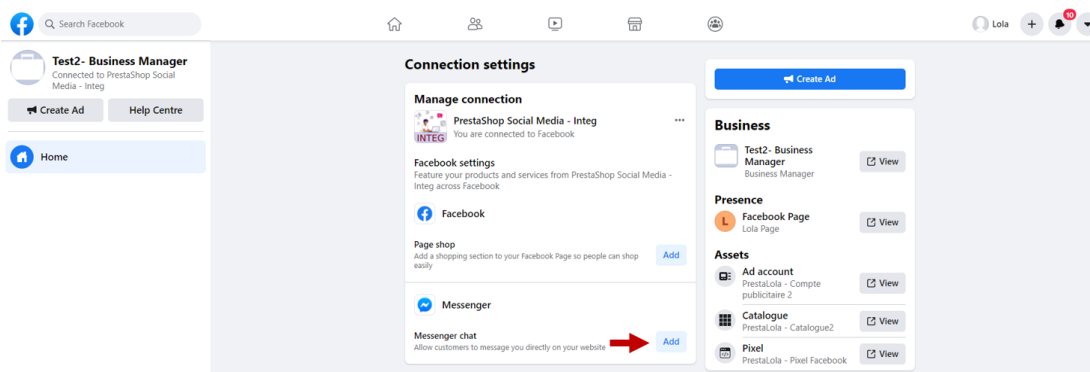 Search Facebook
Lola
10
Test2- Business Manager
Connected to PrestaShop Social
Media - Integ
Create Ad
Help Centre
Home
Connection settings
Manage connection
INTEG
PrestaShop Social Media - Integ
You are connected to Facebook
Facebook settings
Feature your products and services from PrestaShop Social Media -
Integ across Facebook
Facebook
Page shop
Add a shopping section to your Facebook Page so people can shop
easily
Add
Messenger
Messenger chat
Allow customers to message you directly on your website
Add
Create Ad
Business
Test2- Business
Manager
Business Manager
View
Presence
L
Facebook Page
Lola Page
View
Assets
Ad account
PrestaLola - Compte
publicitaire 2
View
Catalogue
PrestaLola - Catalogue2
View
Pixel
PrestaLola - Pixel Facebook
View